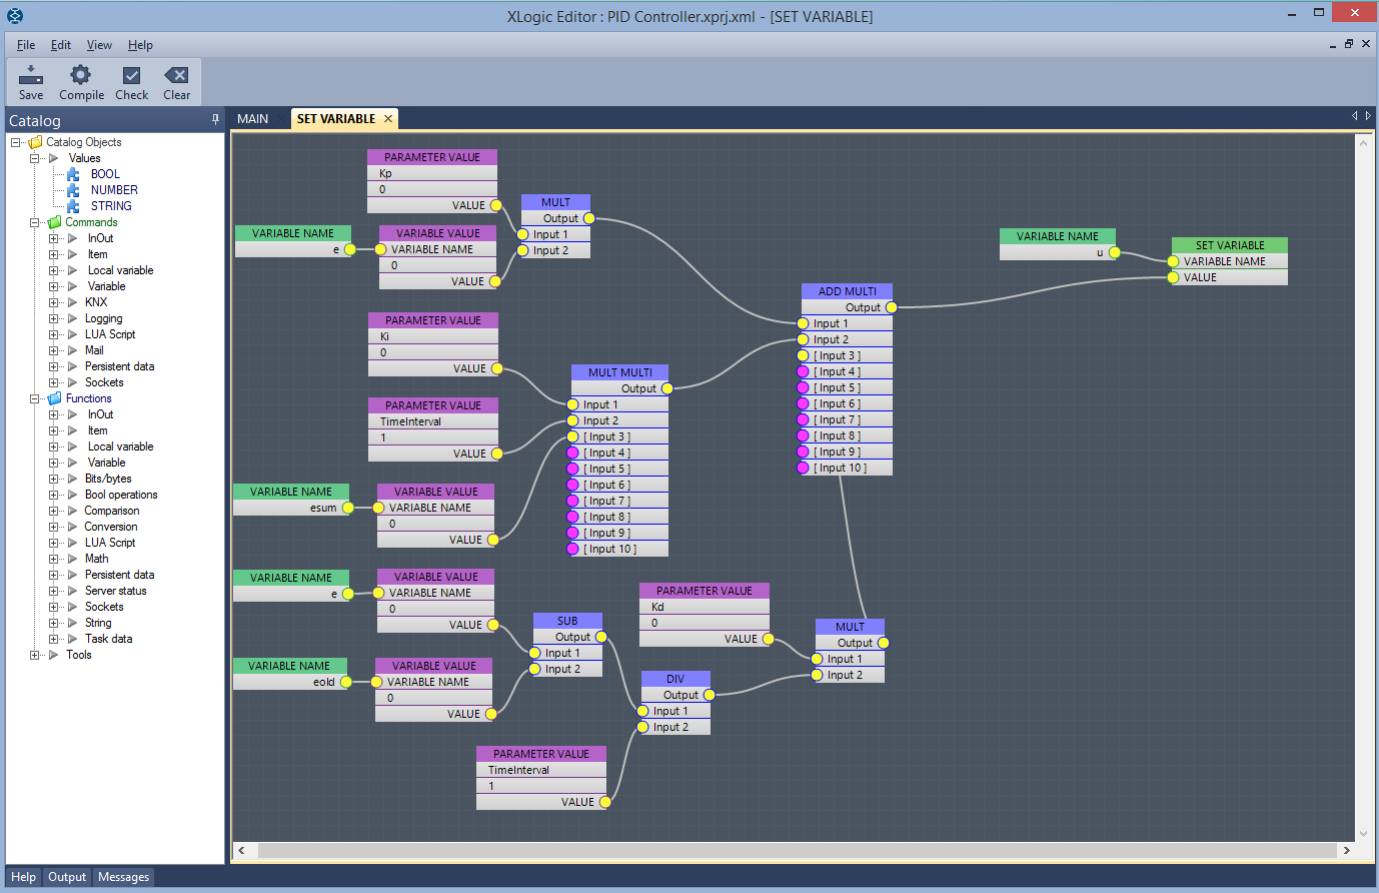 XLogic Editor : PID Controller.xprj.xml - [SET VARIABLE]
File Edit View Help
Save Compile Check Clear
Catalog
Catalog Objects
Values
BOOL
NUMBER
STRING
Commands
InOut
Item
Local variable
Variable
KNX
Logging
LUA Script
Mail
Persistent data
Sockets
Functions
InOut
Item
Local variable
Variable
Bits/bytes
Bool operations
Comparison
Conversion
LUA Script
Math
Persistent data
Server status
Sockets
String
Task data
Tools
MAIN SET VARIABLE
PARAMETER VALUE
Kp
0
VALUE
VARIABLE NAME
e
VARIABLE VALUE
VARIABLE NAME
0
VALUE
MULT
Output
Input 1
Input 2
PARAMETER VALUE
Ki
0
VALUE
PARAMETER VALUE
TimeInterval
1
VALUE
VARIABLE NAME
esum
VARIABLE VALUE
VARIABLE NAME
0
VALUE
MULT MULTI
Output
Input 1
Input 2
[ Input 3 ]
[ Input 4 ]
[ Input 5 ]
[ Input 6 ]
[ Input 7 ]
[ Input 8 ]
[ Input 9 ]
[ Input 10 ]
VARIABLE NAME
e
VARIABLE VALUE
VARIABLE NAME
0
VALUE
VARIABLE NAME
eold
VARIABLE VALUE
VARIABLE NAME
0
VALUE
SUB
Output
Input 1
Input 2
PARAMETER VALUE
TimeInterval
1
VALUE
PARAMETER VALUE
Kd
0
VALUE
DIV
Output
Input 1
Input 2
MULT
Output
Input 1
Input 2
ADD MULTI
Output
Input 1
Input 2
[ Input 3 ]
[ Input 4 ]
[ Input 5 ]
[ Input 6 ]
[ Input 7 ]
[ Input 8 ]
[ Input 9 ]
[ Input 10 ]
VARIABLE NAME
u
SET VARIABLE
VARIABLE NAME
VALUE
Help Output Messages